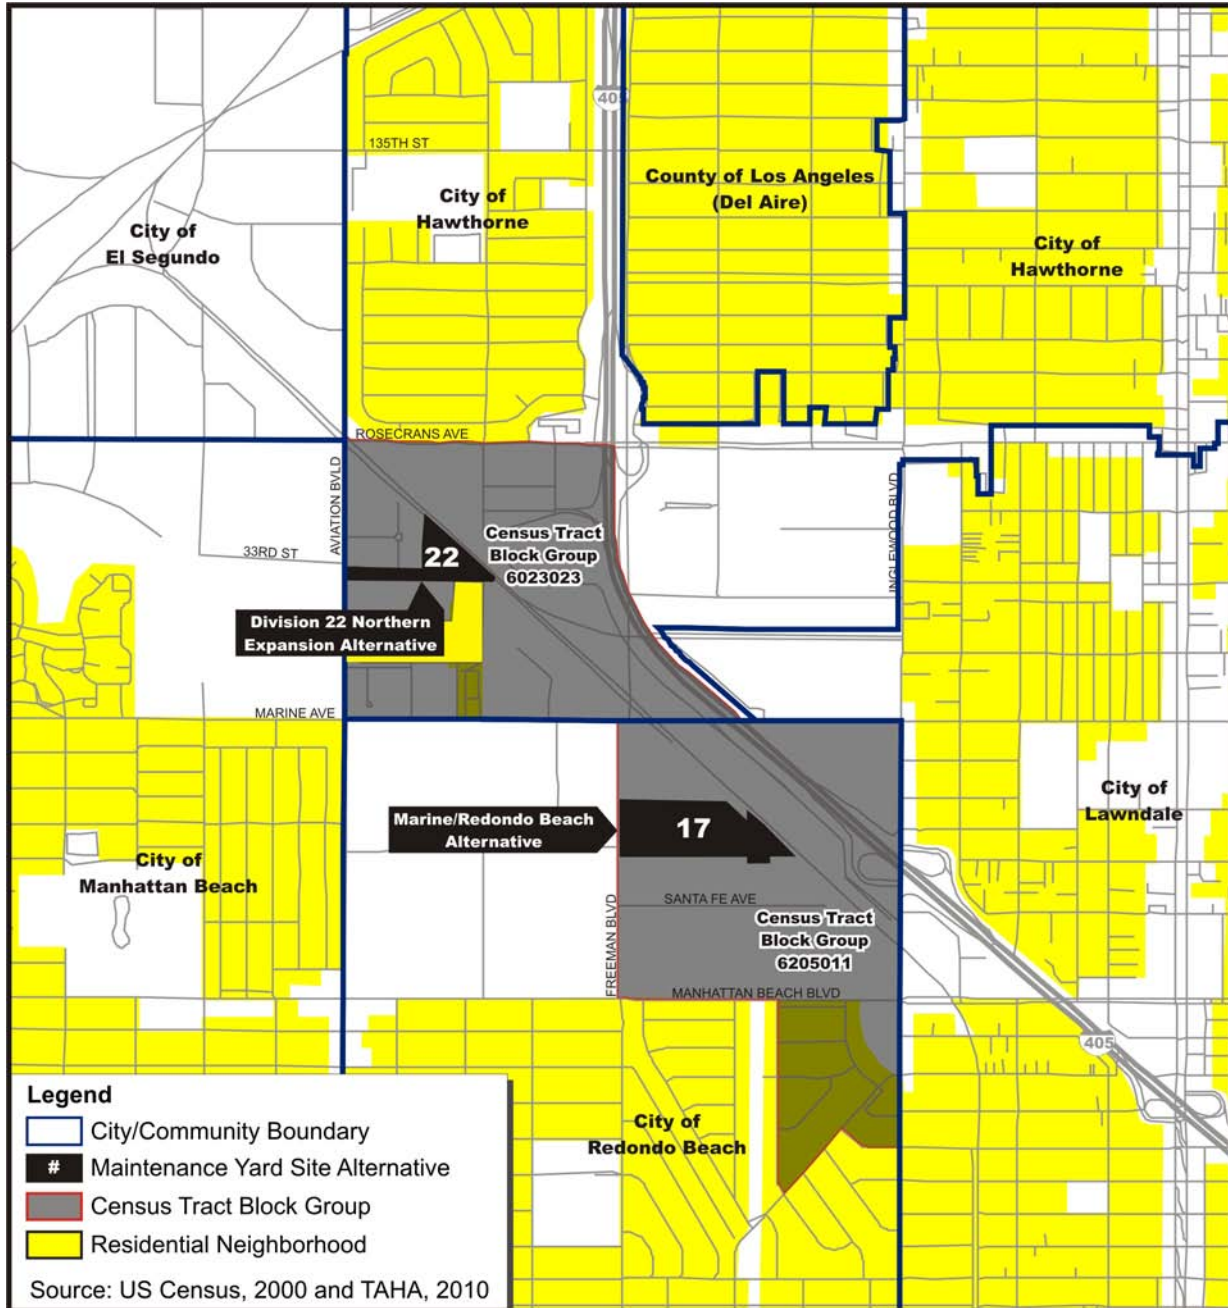 405
135TH ST
County of Los Angeles
(Del Aire)
City of
Hawthorne
City of
El Segundo
City of
Hawthorne
ROSECRANS AVE
AVIATION BVLD
INGLEWOOD BLVD
33RD ST
22
Census Tract
Block Group
6023023
Division 22 Northern
Expansion Alternative
MARINE AVE
City of
Lawndale
Marine/Redondo Beach
Alternative
17
City of
Manhattan Beach
SANTA FE AVE
FREEMAN BLVD
Census Tract
Block Group
6205011
MANHATTAN BEACH BLVD
405
City of
Redondo Beach
Legend
City/Community Boundary
# Maintenance Yard Site Alternative
Census Tract Block Group
Residential Neighborhood
Source: US Census, 2000 and TAHA, 2010